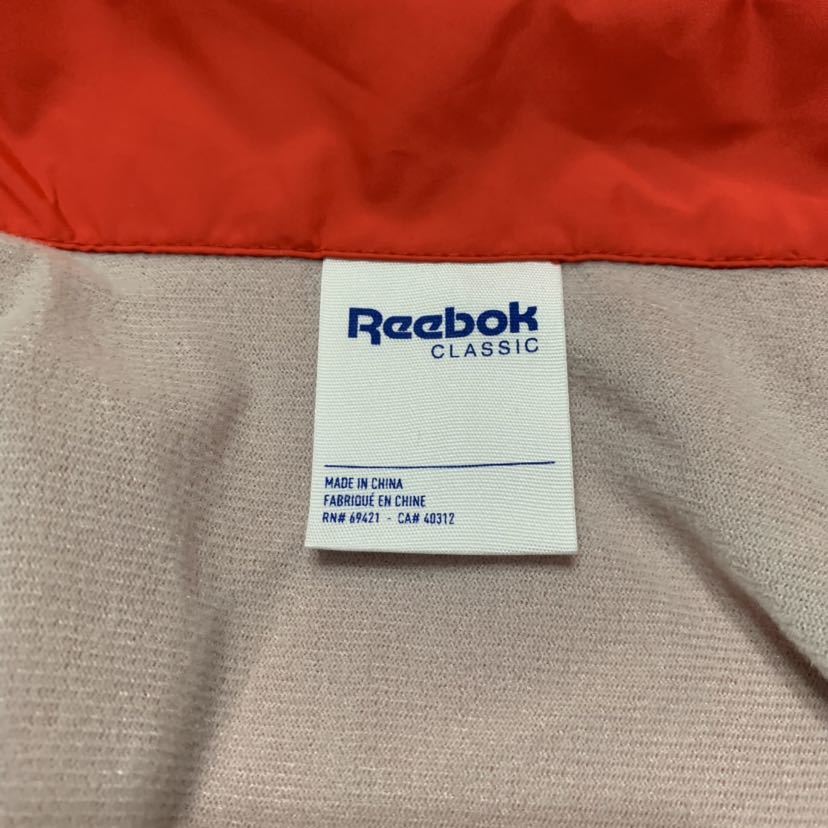 Reebok
CLASSIC
MADE IN CHINA
FABRIQUÉ EN CHINE
RN# 69421 - CA# 40312